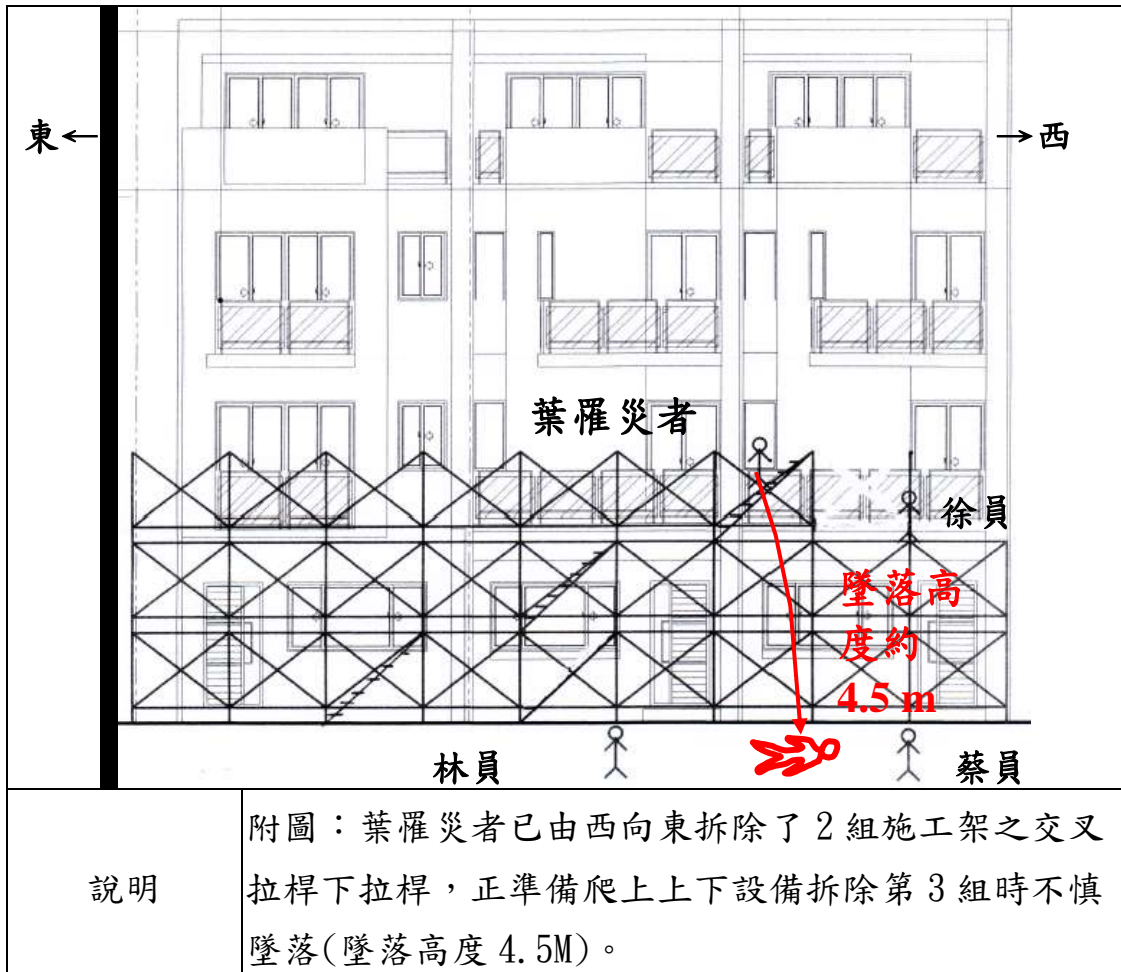 東←
→西
葉罹災者
徐員
墜落高
度約
4.5 m
林員
蔡員
說明
附圖：葉罹災者已由西向東拆除了 2 組施工架之交叉
拉桿下拉桿，正準備爬上上下設備拆除第 3 組時不慎
墜落(墜落高度 4.5M)。